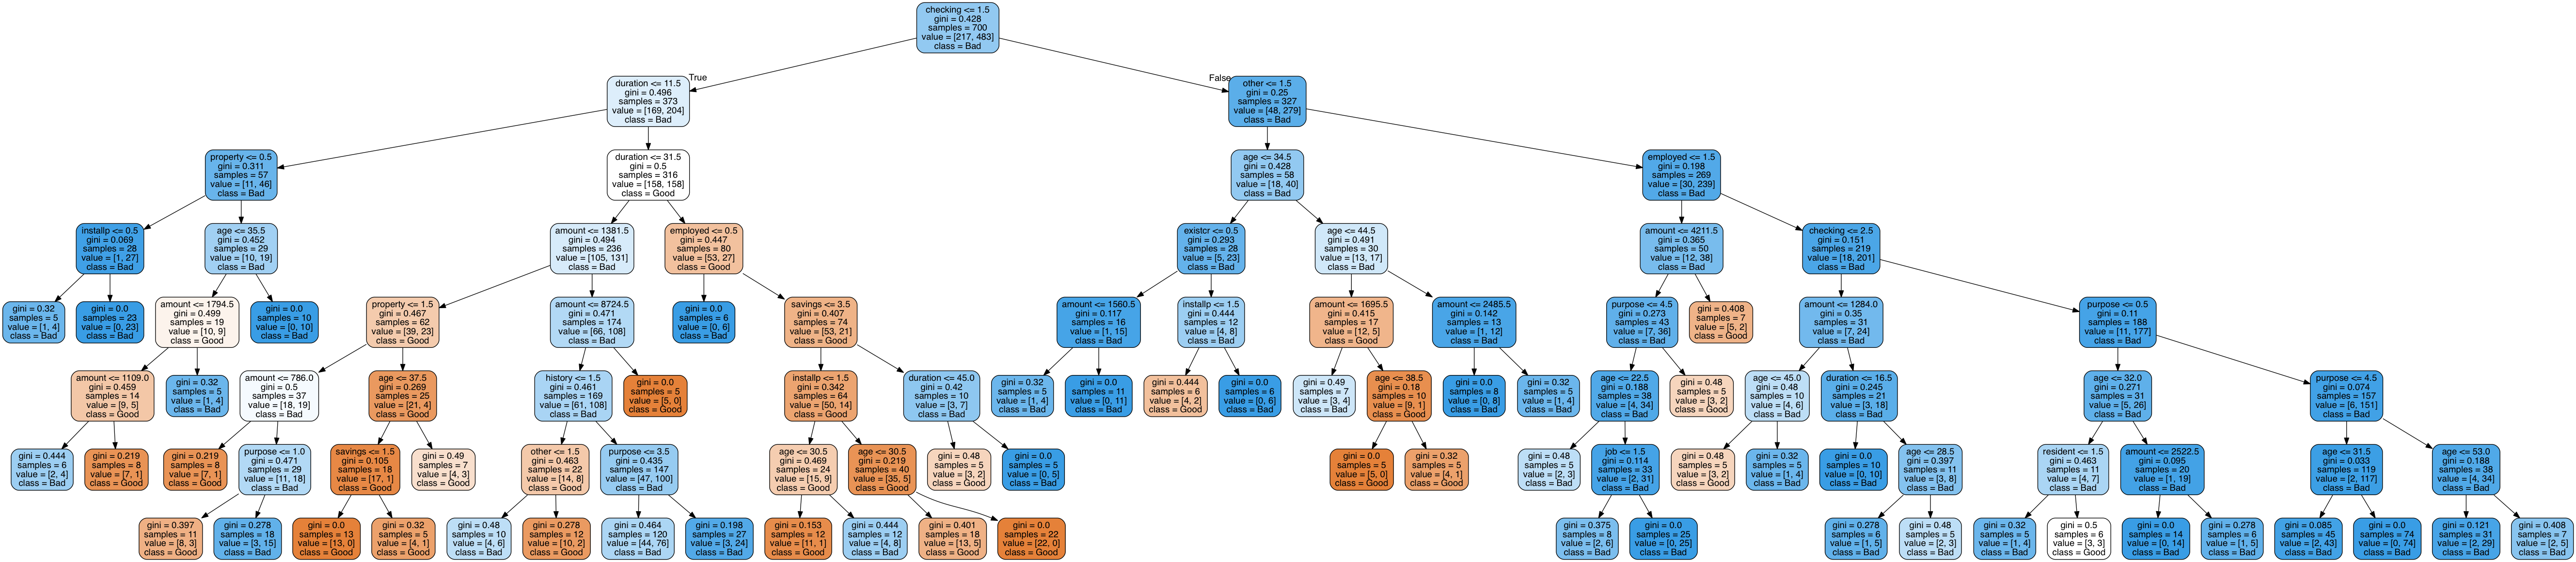 checking <= 1.5
gini = 0.428
samples = 700
value = [217, 483]
class = Bad
True
False
duration <= 11.5
gini = 0.496
samples = 373
value = [169, 204]
class = Bad
other <= 1.5
gini = 0.25
samples = 327
value = [48, 279]
class = Bad
property <= 0.5
gini = 0.311
samples = 57
value = [11, 46]
class = Bad
duration <= 31.5
gini = 0.5
samples = 316
value = [158, 158]
class = Good
age <= 34.5
gini = 0.428
samples = 58
value = [18, 40]
class = Bad
employed <= 1.5
gini = 0.198
samples = 269
value = [30, 239]
class = Bad
installp <= 0.5
gini = 0.069
samples = 28
value = [1, 27]
class = Bad
age <= 35.5
gini = 0.452
samples = 29
value = [10, 19]
class = Bad
amount <= 1381.5
gini = 0.494
samples = 236
value = [105, 131]
class = Bad
employed <= 0.5
gini = 0.447
samples = 80
value = [53, 27]
class = Good
existcr <= 0.5
gini = 0.293
samples = 28
value = [5, 23]
class = Bad
age <= 44.5
gini = 0.491
samples = 30
value = [13, 17]
class = Bad
amount <= 4211.5
gini = 0.365
samples = 50
value = [12, 38]
class = Bad
checking <= 2.5
gini = 0.151
samples = 219
value = [18, 201]
class = Bad
gini = 0.32
samples = 5
value = [1, 4]
class = Bad
gini = 0.0
samples = 23
value = [0, 23]
class = Bad
amount <= 1794.5
gini = 0.499
samples = 19
value = [10, 9]
class = Good
gini = 0.0
samples = 10
value = [0, 10]
class = Bad
property <= 1.5
gini = 0.467
samples = 62
value = [39, 23]
class = Good
amount <= 8724.5
gini = 0.471
samples = 174
value = [66, 108]
class = Bad
gini = 0.0
samples = 6
value = [0, 6]
class = Bad
savings <= 3.5
gini = 0.407
samples = 74
value = [53, 21]
class = Good
amount <= 1560.5
gini = 0.117
samples = 16
value = [1, 15]
class = Bad
installp <= 1.5
gini = 0.444
samples = 12
value = [4, 8]
class = Bad
amount <= 1695.5
gini = 0.415
samples = 17
value = [12, 5]
class = Good
amount <= 2485.5
gini = 0.142
samples = 13
value = [1, 12]
class = Bad
purpose <= 4.5
gini = 0.273
samples = 43
value = [7, 36]
class = Bad
gini = 0.408
samples = 7
value = [5, 2]
class = Good
amount <= 1284.0
gini = 0.35
samples = 31
value = [7, 24]
class = Bad
purpose <= 0.5
gini = 0.11
samples = 188
value = [11, 177]
class = Bad
amount <= 1109.0
gini = 0.459
samples = 14
value = [9, 5]
class = Good
gini = 0.32
samples = 5
value = [1, 4]
class = Bad
amount <= 786.0
gini = 0.5
samples = 37
value = [18, 19]
class = Bad
age <= 37.5
gini = 0.269
samples = 25
value = [21, 4]
class = Good
history <= 1.5
gini = 0.461
samples = 169
value = [61, 108]
class = Bad
gini = 0.0
samples = 5
value = [5, 0]
class = Good
installp <= 1.5
gini = 0.342
samples = 64
value = [50, 14]
class = Good
duration <= 45.0
gini = 0.42
samples = 10
value = [3, 7]
class = Bad
gini = 0.32
samples = 5
value = [1, 4]
class = Bad
gini = 0.0
samples = 11
value = [0, 11]
class = Bad
gini = 0.444
samples = 6
value = [4, 2]
class = Good
gini = 0.0
samples = 6
value = [0, 6]
class = Bad
gini = 0.49
samples = 7
value = [3, 4]
class = Bad
age <= 38.5
gini = 0.18
samples = 10
value = [9, 1]
class = Good
gini = 0.0
samples = 8
value = [0, 8]
class = Bad
gini = 0.32
samples = 5
value = [1, 4]
class = Bad
age <= 22.5
gini = 0.188
samples = 38
value = [4, 34]
class = Bad
gini = 0.48
samples = 5
value = [3, 2]
class = Good
age <= 45.0
gini = 0.48
samples = 10
value = [4, 6]
class = Bad
duration <= 16.5
gini = 0.245
samples = 21
value = [3, 18]
class = Bad
age <= 32.0
gini = 0.271
samples = 31
value = [5, 26]
class = Bad
purpose <= 4.5
gini = 0.074
samples = 157
value = [6, 151]
class = Bad
gini = 0.444
samples = 6
value = [2, 4]
class = Bad
gini = 0.219
samples = 8
value = [7, 1]
class = Good
gini = 0.219
samples = 8
value = [7, 1]
class = Good
purpose <= 1.0
gini = 0.471
samples = 29
value = [11, 18]
class = Bad
savings <= 1.5
gini = 0.105
samples = 18
value = [17, 1]
class = Good
gini = 0.49
samples = 7
value = [4, 3]
class = Good
other <= 1.5
gini = 0.463
samples = 22
value = [14, 8]
class = Good
purpose <= 3.5
gini = 0.435
samples = 147
value = [47, 100]
class = Bad
age <= 30.5
gini = 0.469
samples = 24
value = [15, 9]
class = Good
age <= 30.5
gini = 0.219
samples = 40
value = [35, 5]
class = Good
gini = 0.48
samples = 5
value = [3, 2]
class = Good
gini = 0.0
samples = 5
value = [0, 5]
class = Bad
gini = 0.0
samples = 5
value = [5, 0]
class = Good
gini = 0.32
samples = 5
value = [4, 1]
class = Good
gini = 0.48
samples = 5
value = [2, 3]
class = Bad
job <= 1.5
gini = 0.114
samples = 33
value = [2, 31]
class = Bad
gini = 0.48
samples = 5
value = [3, 2]
class = Good
gini = 0.32
samples = 5
value = [1, 4]
class = Bad
gini = 0.0
samples = 10
value = [0, 10]
class = Bad
age <= 28.5
gini = 0.397
samples = 11
value = [3, 8]
class = Bad
resident <= 1.5
gini = 0.463
samples = 11
value = [4, 7]
class = Bad
amount <= 2522.5
gini = 0.095
samples = 20
value = [1, 19]
class = Bad
age <= 31.5
gini = 0.033
samples = 119
value = [2, 117]
class = Bad
age <= 53.0
gini = 0.188
samples = 38
value = [4, 34]
class = Bad
gini = 0.397
samples = 11
value = [8, 3]
class = Good
gini = 0.278
samples = 18
value = [3, 15]
class = Bad
gini = 0.0
samples = 13
value = [13, 0]
class = Good
gini = 0.32
samples = 5
value = [4, 1]
class = Good
gini = 0.48
samples = 10
value = [4, 6]
class = Bad
gini = 0.278
samples = 12
value = [10, 2]
class = Good
gini = 0.464
samples = 120
value = [44, 76]
class = Bad
gini = 0.198
samples = 27
value = [3, 24]
class = Bad
gini = 0.153
samples = 12
value = [11, 1]
class = Good
gini = 0.444
samples = 12
value = [4, 8]
class = Bad
gini = 0.401
samples = 18
value = [13, 5]
class = Good
gini = 0.0
samples = 22
value = [22, 0]
class = Good
gini = 0.375
samples = 8
value = [2, 6]
class = Bad
gini = 0.0
samples = 25
value = [0, 25]
class = Bad
gini = 0.278
samples = 6
value = [1, 5]
class = Bad
gini = 0.48
samples = 5
value = [2, 3]
class = Bad
gini = 0.32
samples = 5
value = [1, 4]
class = Bad
gini = 0.5
samples = 6
value = [3, 3]
class = Good
gini = 0.0
samples = 14
value = [0, 14]
class = Bad
gini = 0.278
samples = 6
value = [1, 5]
class = Bad
gini = 0.085
samples = 45
value = [2, 43]
class = Bad
gini = 0.0
samples = 74
value = [0, 74]
class = Bad
gini = 0.121
samples = 31
value = [2, 29]
class = Bad
gini = 0.408
samples = 7
value = [2, 5]
class = Bad